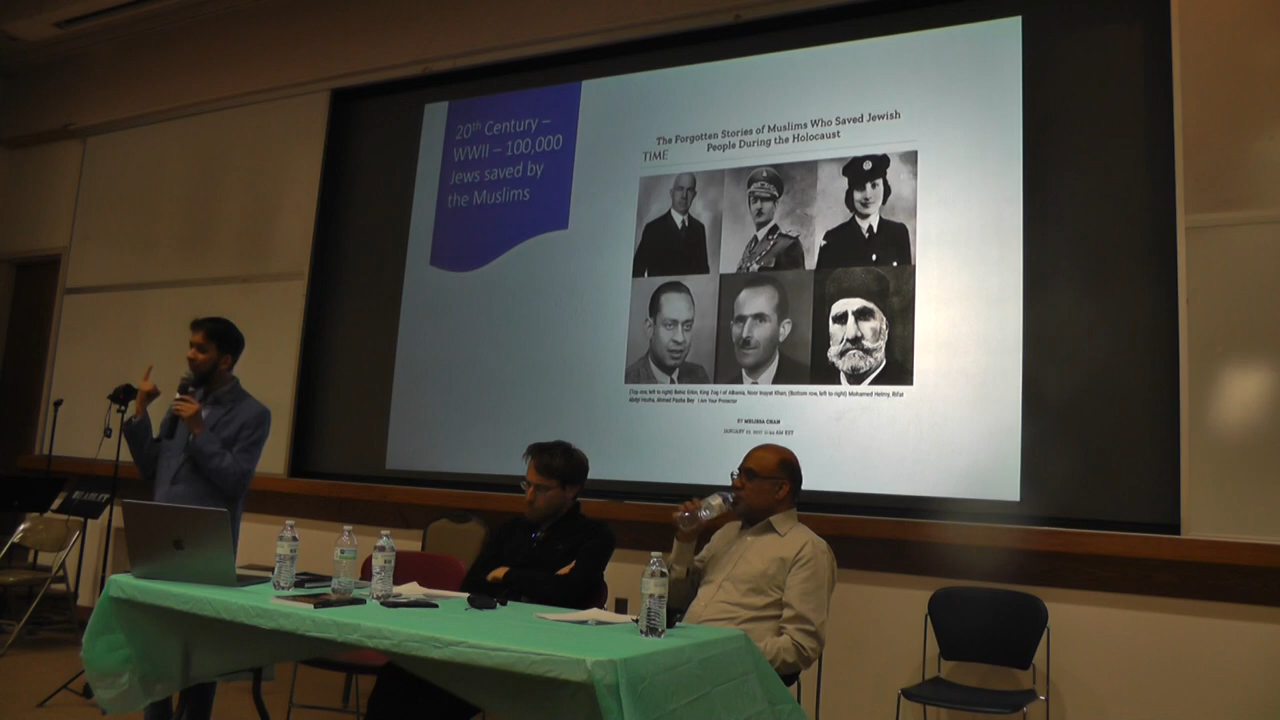 20th Century –
WWII – 100,000
Jews saved by
the Muslims
The Forgotten Stories of Muslims Who Saved Jewish
People During the Holocaust
TIME
(Top row, left to right) Behic Erkin, King Zog I of Albania, Noor Inayat Khan; (Bottom row, left to right) Mohamed Helmy, Rifat
Abdyl Hoxha, Ahmed Pasha Bey I Am Your Protector
BY MELISSA CHAN